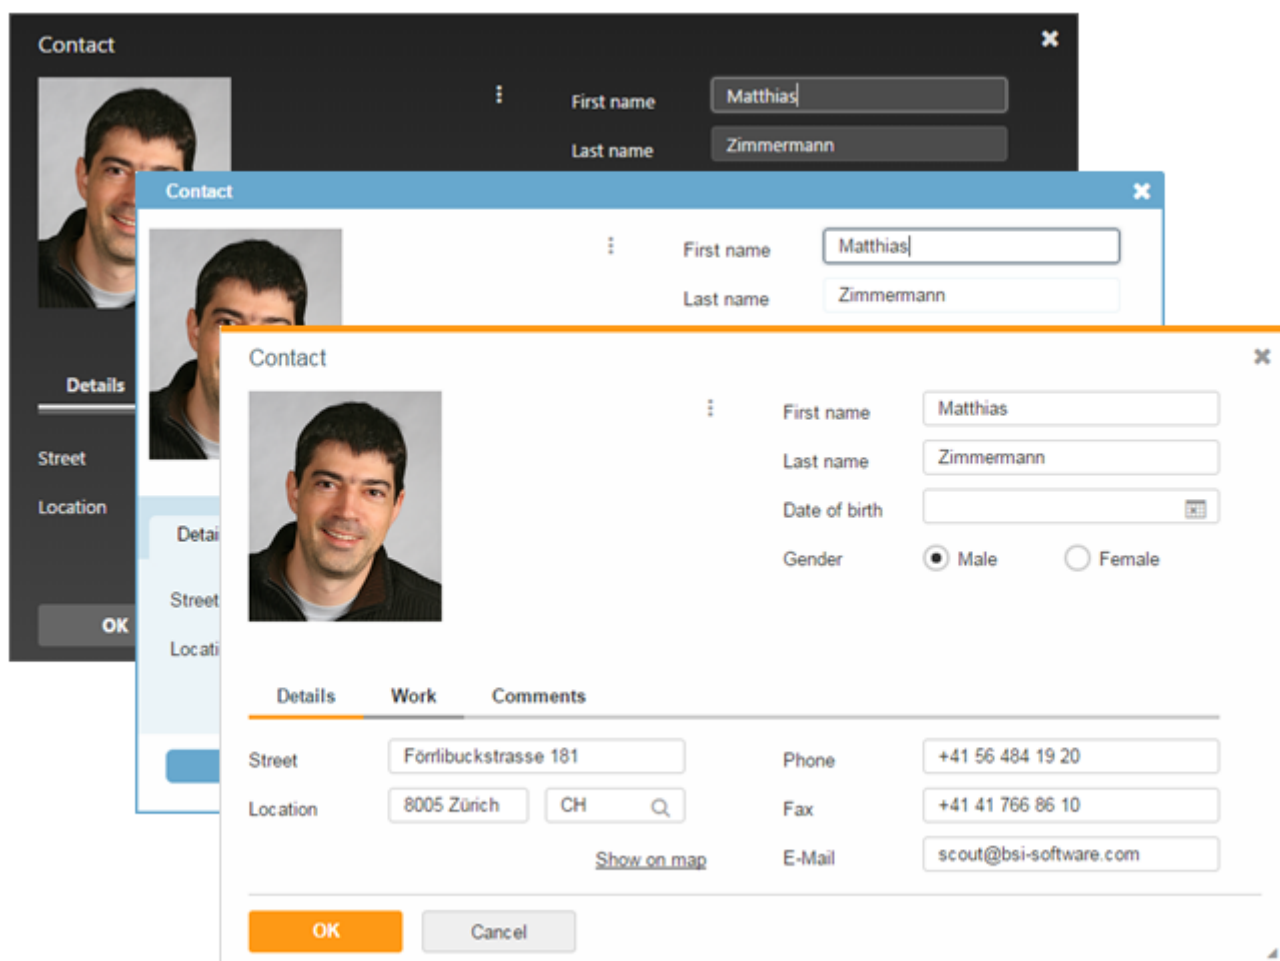 Contact
First name
Matthias
Last name
Zimmermann
Details
Street
Location
OK
Contact
First name
Matthias
Last name
Zimmermann
Street
Contact
First name
Matthias
Last name
Zimmermann
Date of birth
Gender
Male
Female
Details
Work
Comments
Street
Förrlibuckstrasse 181
Phone
+41 56 484 19 20
Location
8005 Zürich
CH
Fax
+41 41 766 86 10
Show on map
E-Mail
scout@bsi-software.com
OK
Cancel